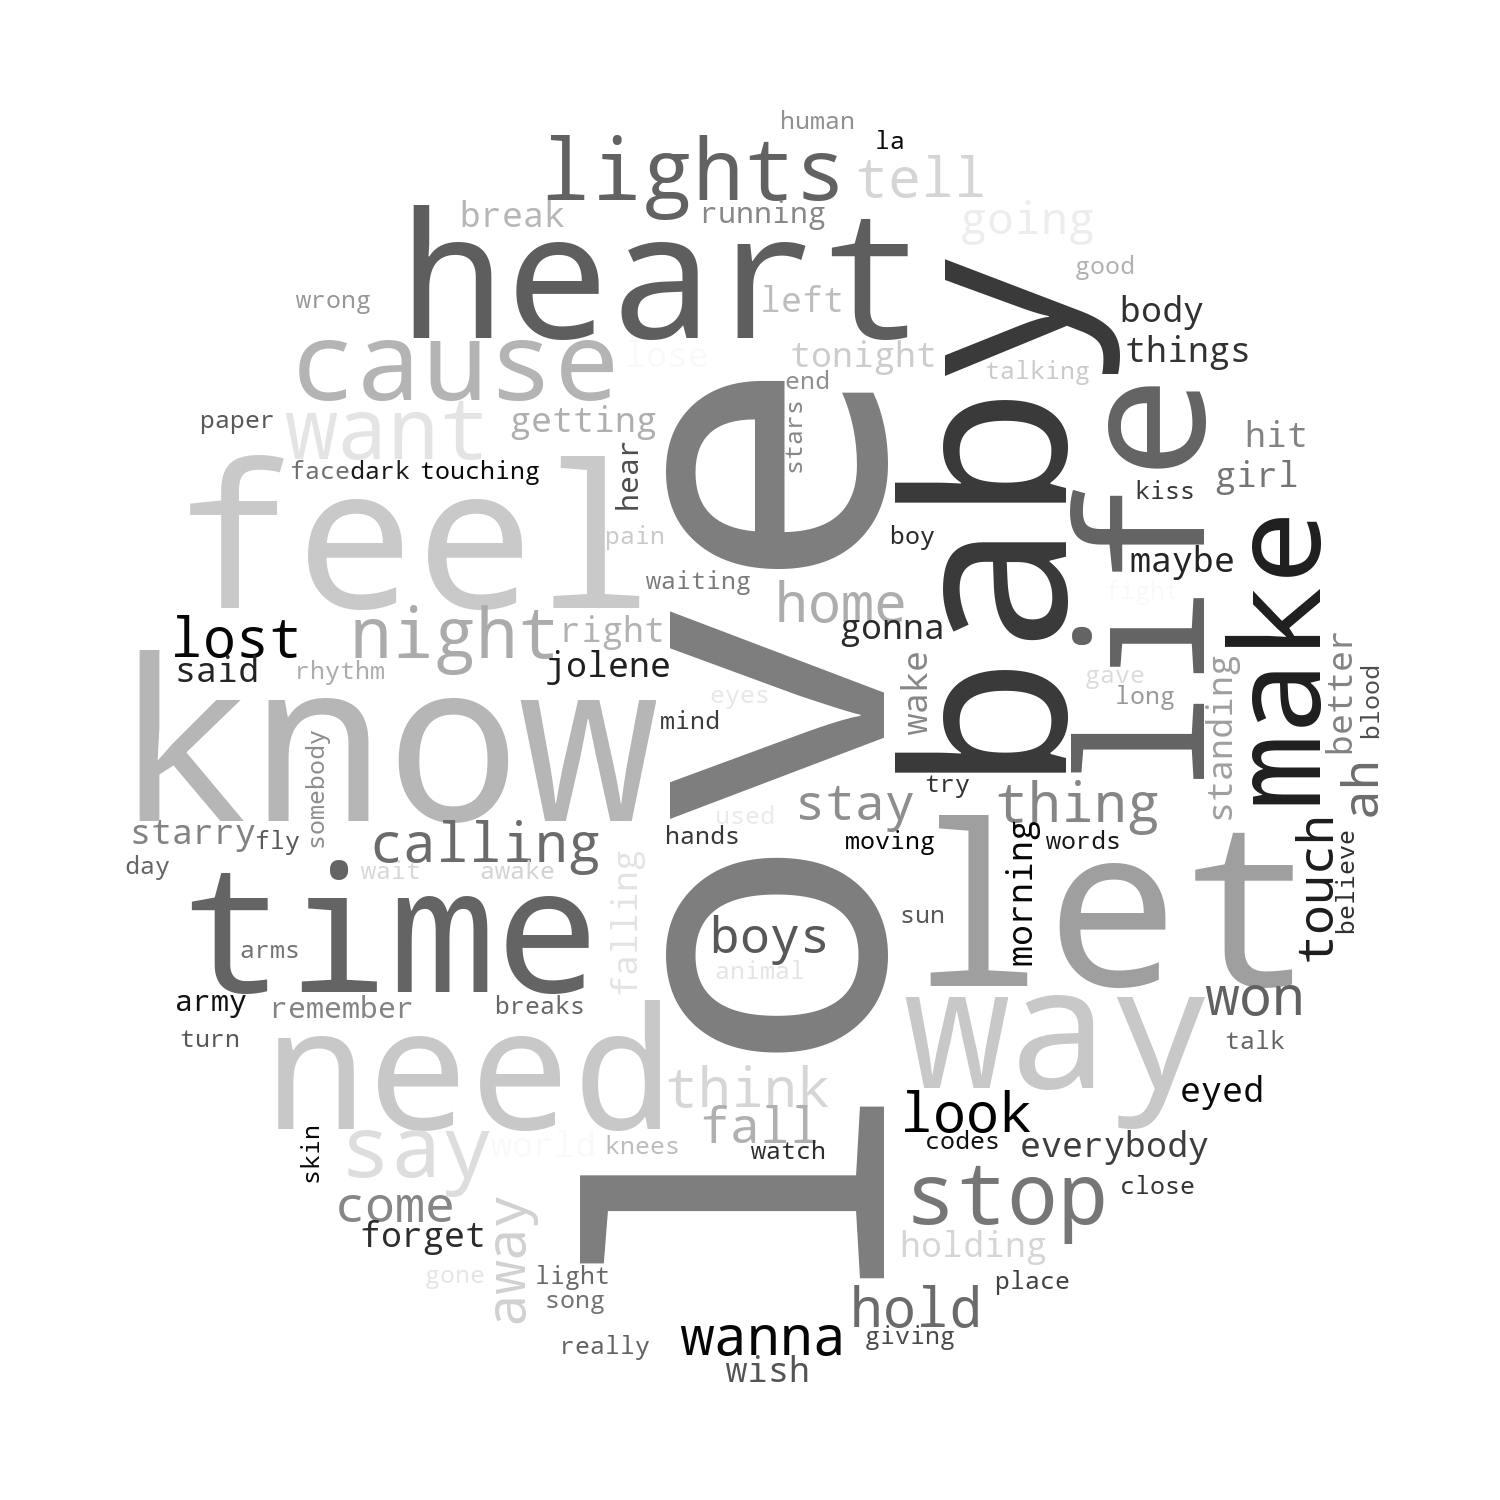 human
la
lights
tell
break
running
going
heart
good
wrong
left
body
cause
lose
tonight
things
talking
baby
end
stars
life
paper
want
getting
hit
face
dark
touching
hear
girl
kiss
feel
love
pain
boy
make
waiting
maybe
fight
home
lost
night
right
gonna
said
rhythm
jolene
wake
gave
better
know
eyes
long
standing
blood
mind
somebody
try
ah
stay
thing
used
starry
fly
calling
hands
moving
morning
words
touch
believe
day
wait
awake
falling
let
time
arms
boys
sun
animal
army
remember
breaks
way
won
turn
talk
need
think
eyed
look
fall
skin
say
world
knees
watch
codes
everybody
come
stop
close
forget
away
holding
gone
light
place
song
hold
wanna
giving
really
wish